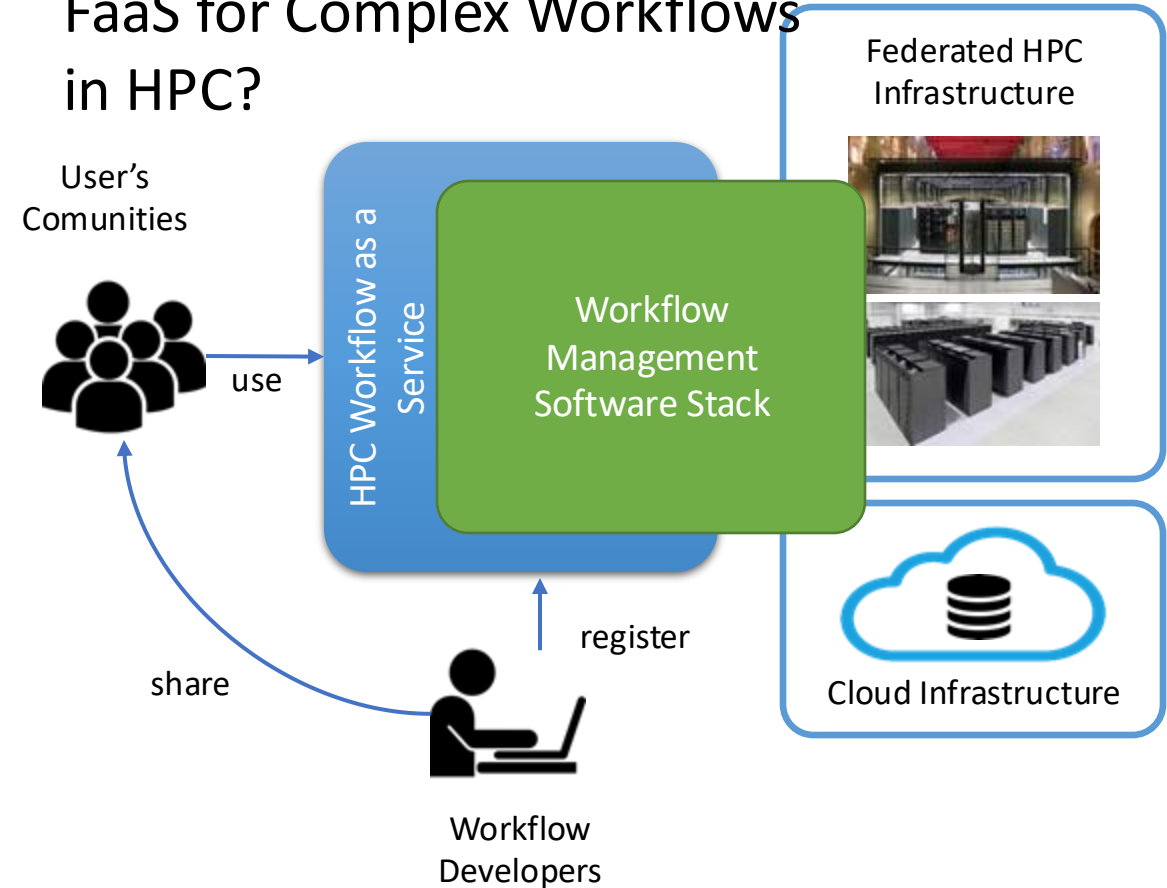 FaaS for Complex Workflows
in HPC?
Federated HPC
Infrastructure
User's
Comunities
HPC Workflow as a
Service
Workflow
Management
Software Stack
use
register
share
Cloud Infrastructure
Workflow
Developers